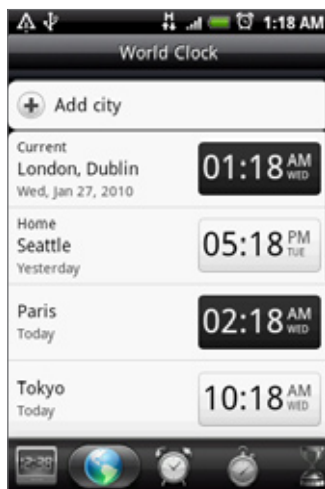 1:18 AM
World Clock
Add city
Current
London, Dublin
Wed, Jan 27, 2010
01:18 AM WED
Home
Seattle
Yesterday
05:18 PM TUE
Paris
Today
02:18 AM WED
Tokyo
Today
10:18 AM WED
12:38